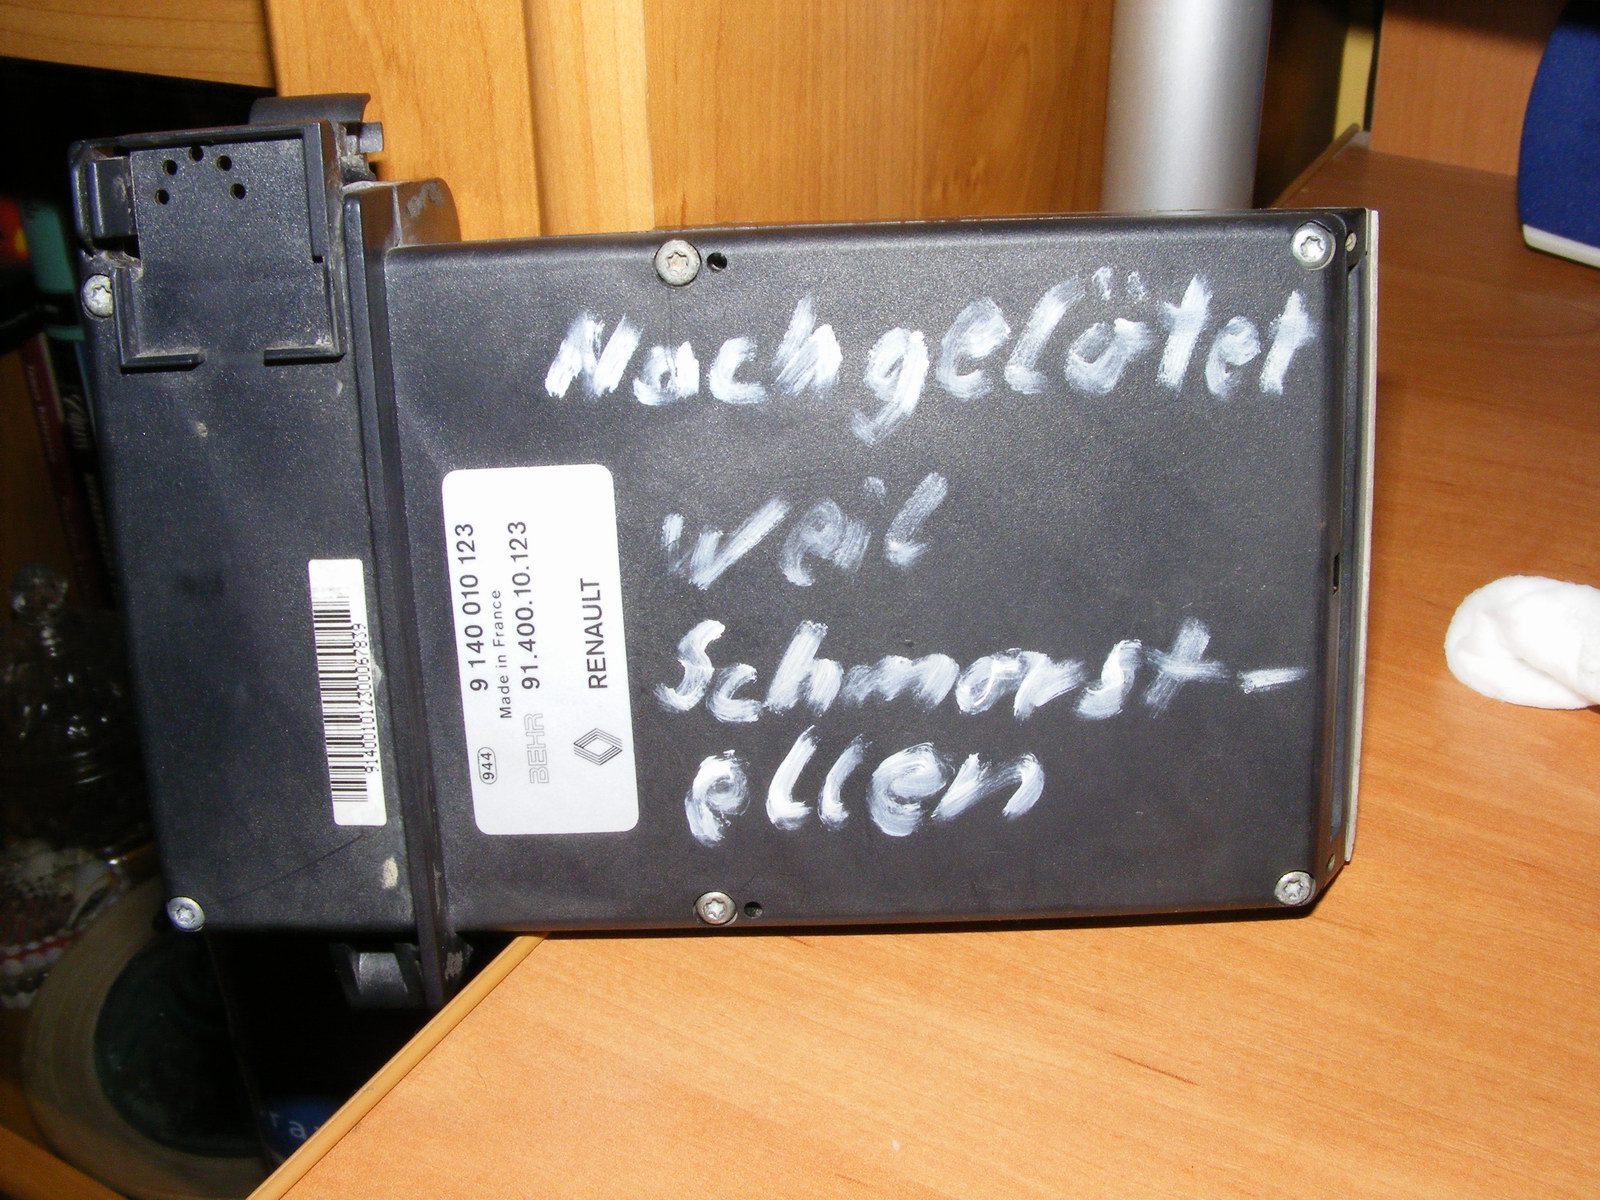 Nachgelötet
weil
Schmorst-
ellen
944
9 140 010 123
Made in France
BEHR
91.400.10.123
RENAULT